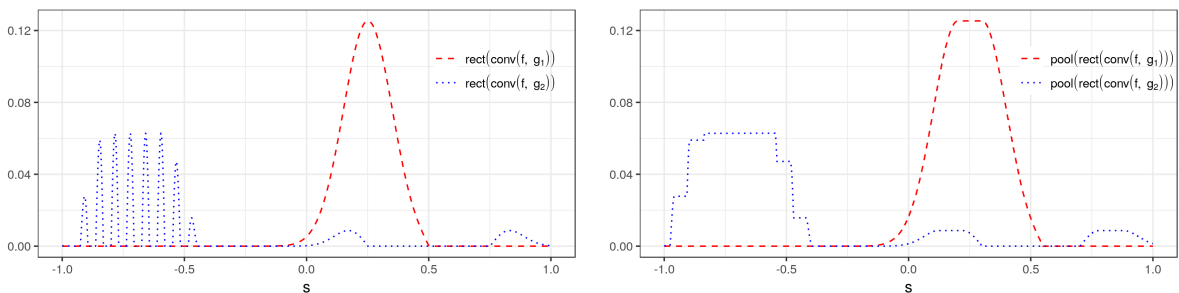 0.12
0.08
0.04
0.00
-1.0 -0.5 0.0 0.5 1.0
s
rect(conv(f, g₁))
rect(conv(f, g₂))
0.12
0.08
0.04
0.00
-1.0 -0.5 0.0 0.5 1.0
s
pool(rect(conv(f, g₁)))
pool(rect(conv(f, g₂)))